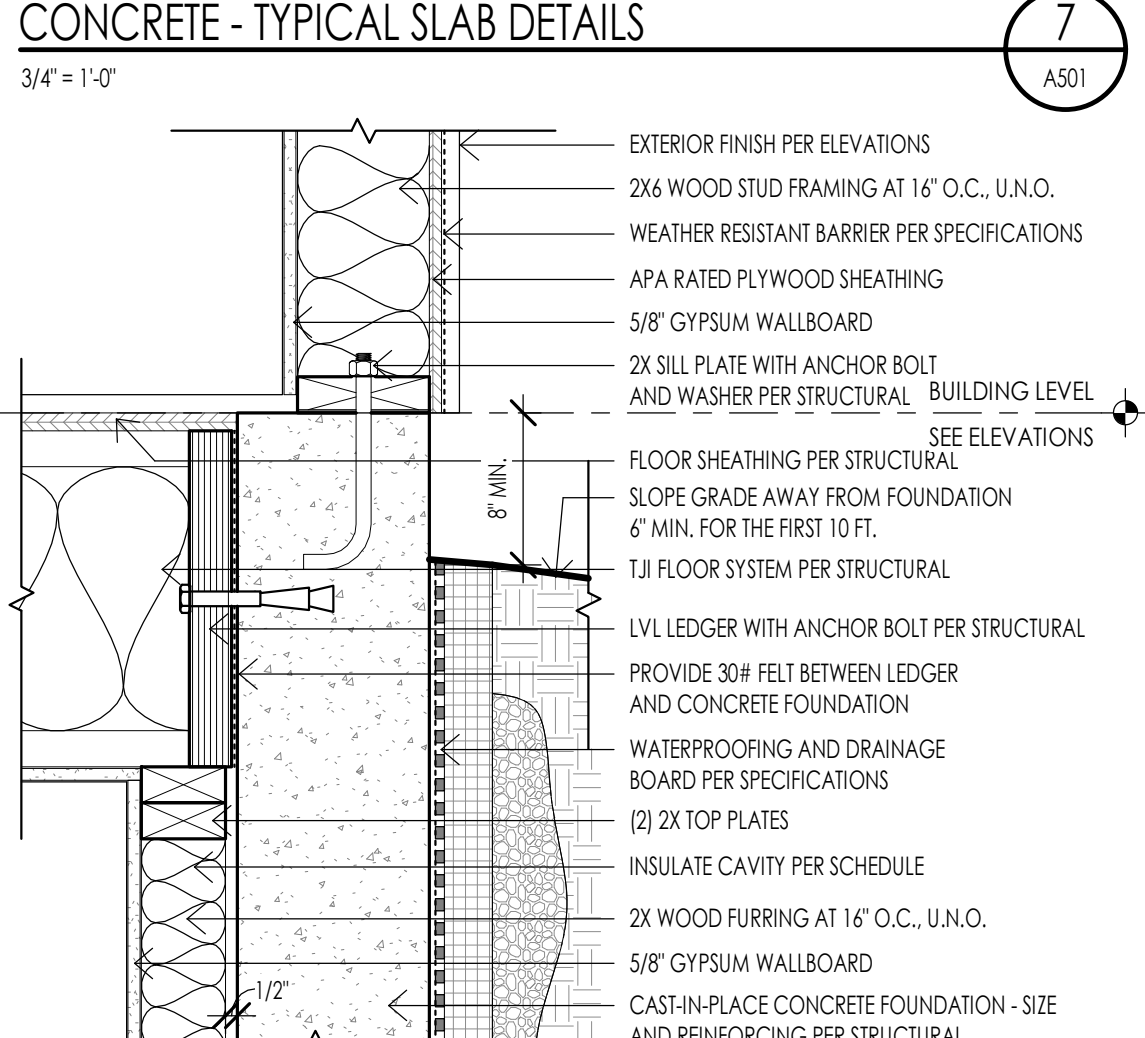 CONCRETE - TYPICAL SLAB DETAILS
7
3/4" = 1'-0"
A501
EXTERIOR FINISH PER ELEVATIONS
2X6 WOOD STUD FRAMING AT 16" O.C., U.N.O.
WEATHER RESISTANT BARRIER PER SPECIFICATIONS
APA RATED PLYWOOD SHEATHING
5/8" GYPSUM WALLBOARD
2X SILL PLATE WITH ANCHOR BOLT
AND WASHER PER STRUCTURAL
BUILDING LEVEL
SEE ELEVATIONS
FLOOR SHEATHING PER STRUCTURAL
8" MIN.
SLOPE GRADE AWAY FROM FOUNDATION
6" MIN. FOR THE FIRST 10 FT.
TJI FLOOR SYSTEM PER STRUCTURAL
LVL LEDGER WITH ANCHOR BOLT PER STRUCTURAL
PROVIDE 30# FELT BETWEEN LEDGER
AND CONCRETE FOUNDATION
WATERPROOFING AND DRAINAGE
BOARD PER SPECIFICATIONS
(2) 2X TOP PLATES
INSULATE CAVITY PER SCHEDULE
2X WOOD FURRING AT 16" O.C., U.N.O.
5/8" GYPSUM WALLBOARD
1/2"
CAST-IN-PLACE CONCRETE FOUNDATION - SIZE
AND REINFORCING PER STRUCTURAL